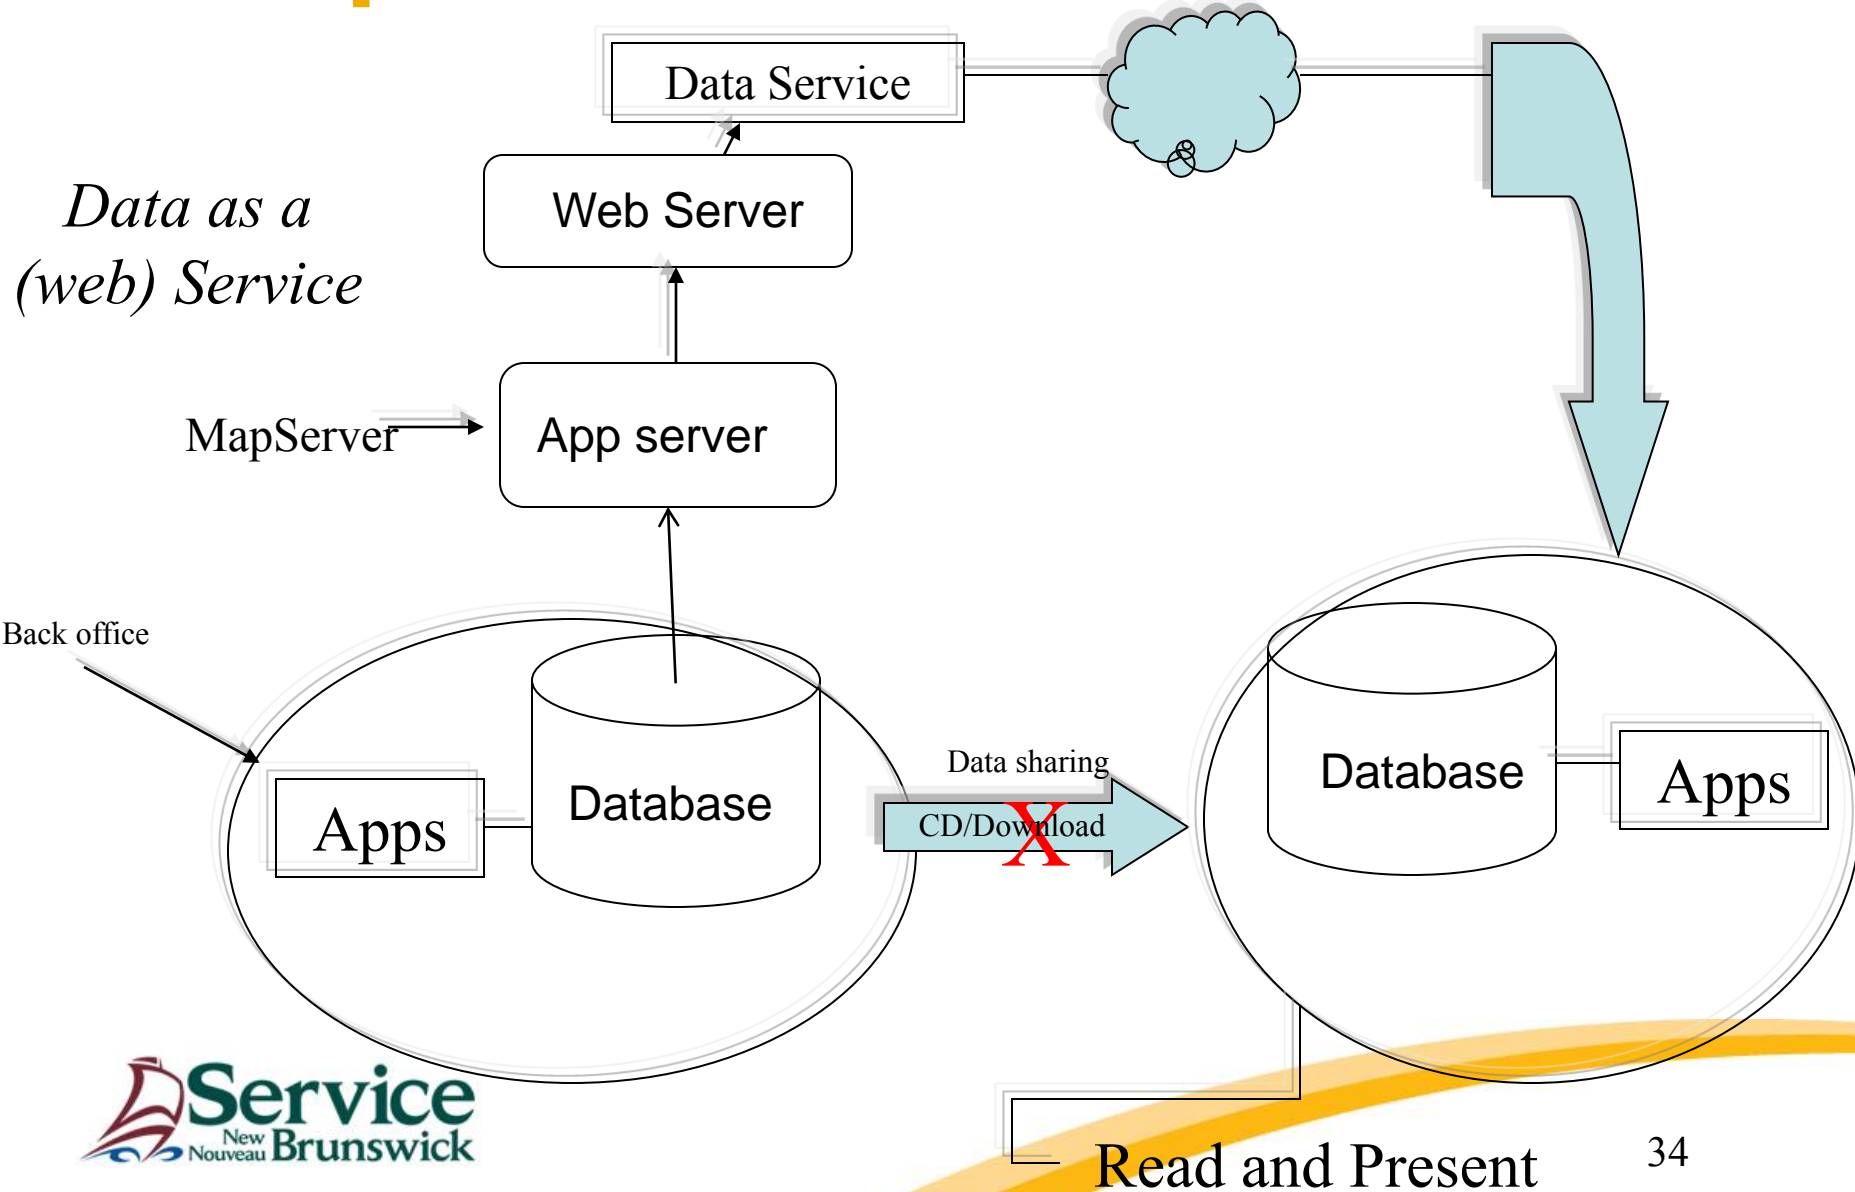 Data Service
Web Server
Data as a
(web) Service
MapServer
App server
Back office
Data sharing
CD/Download
X
Database
Apps
Database
Apps
Service
New
Nouveau Brunswick
Read and Present
34